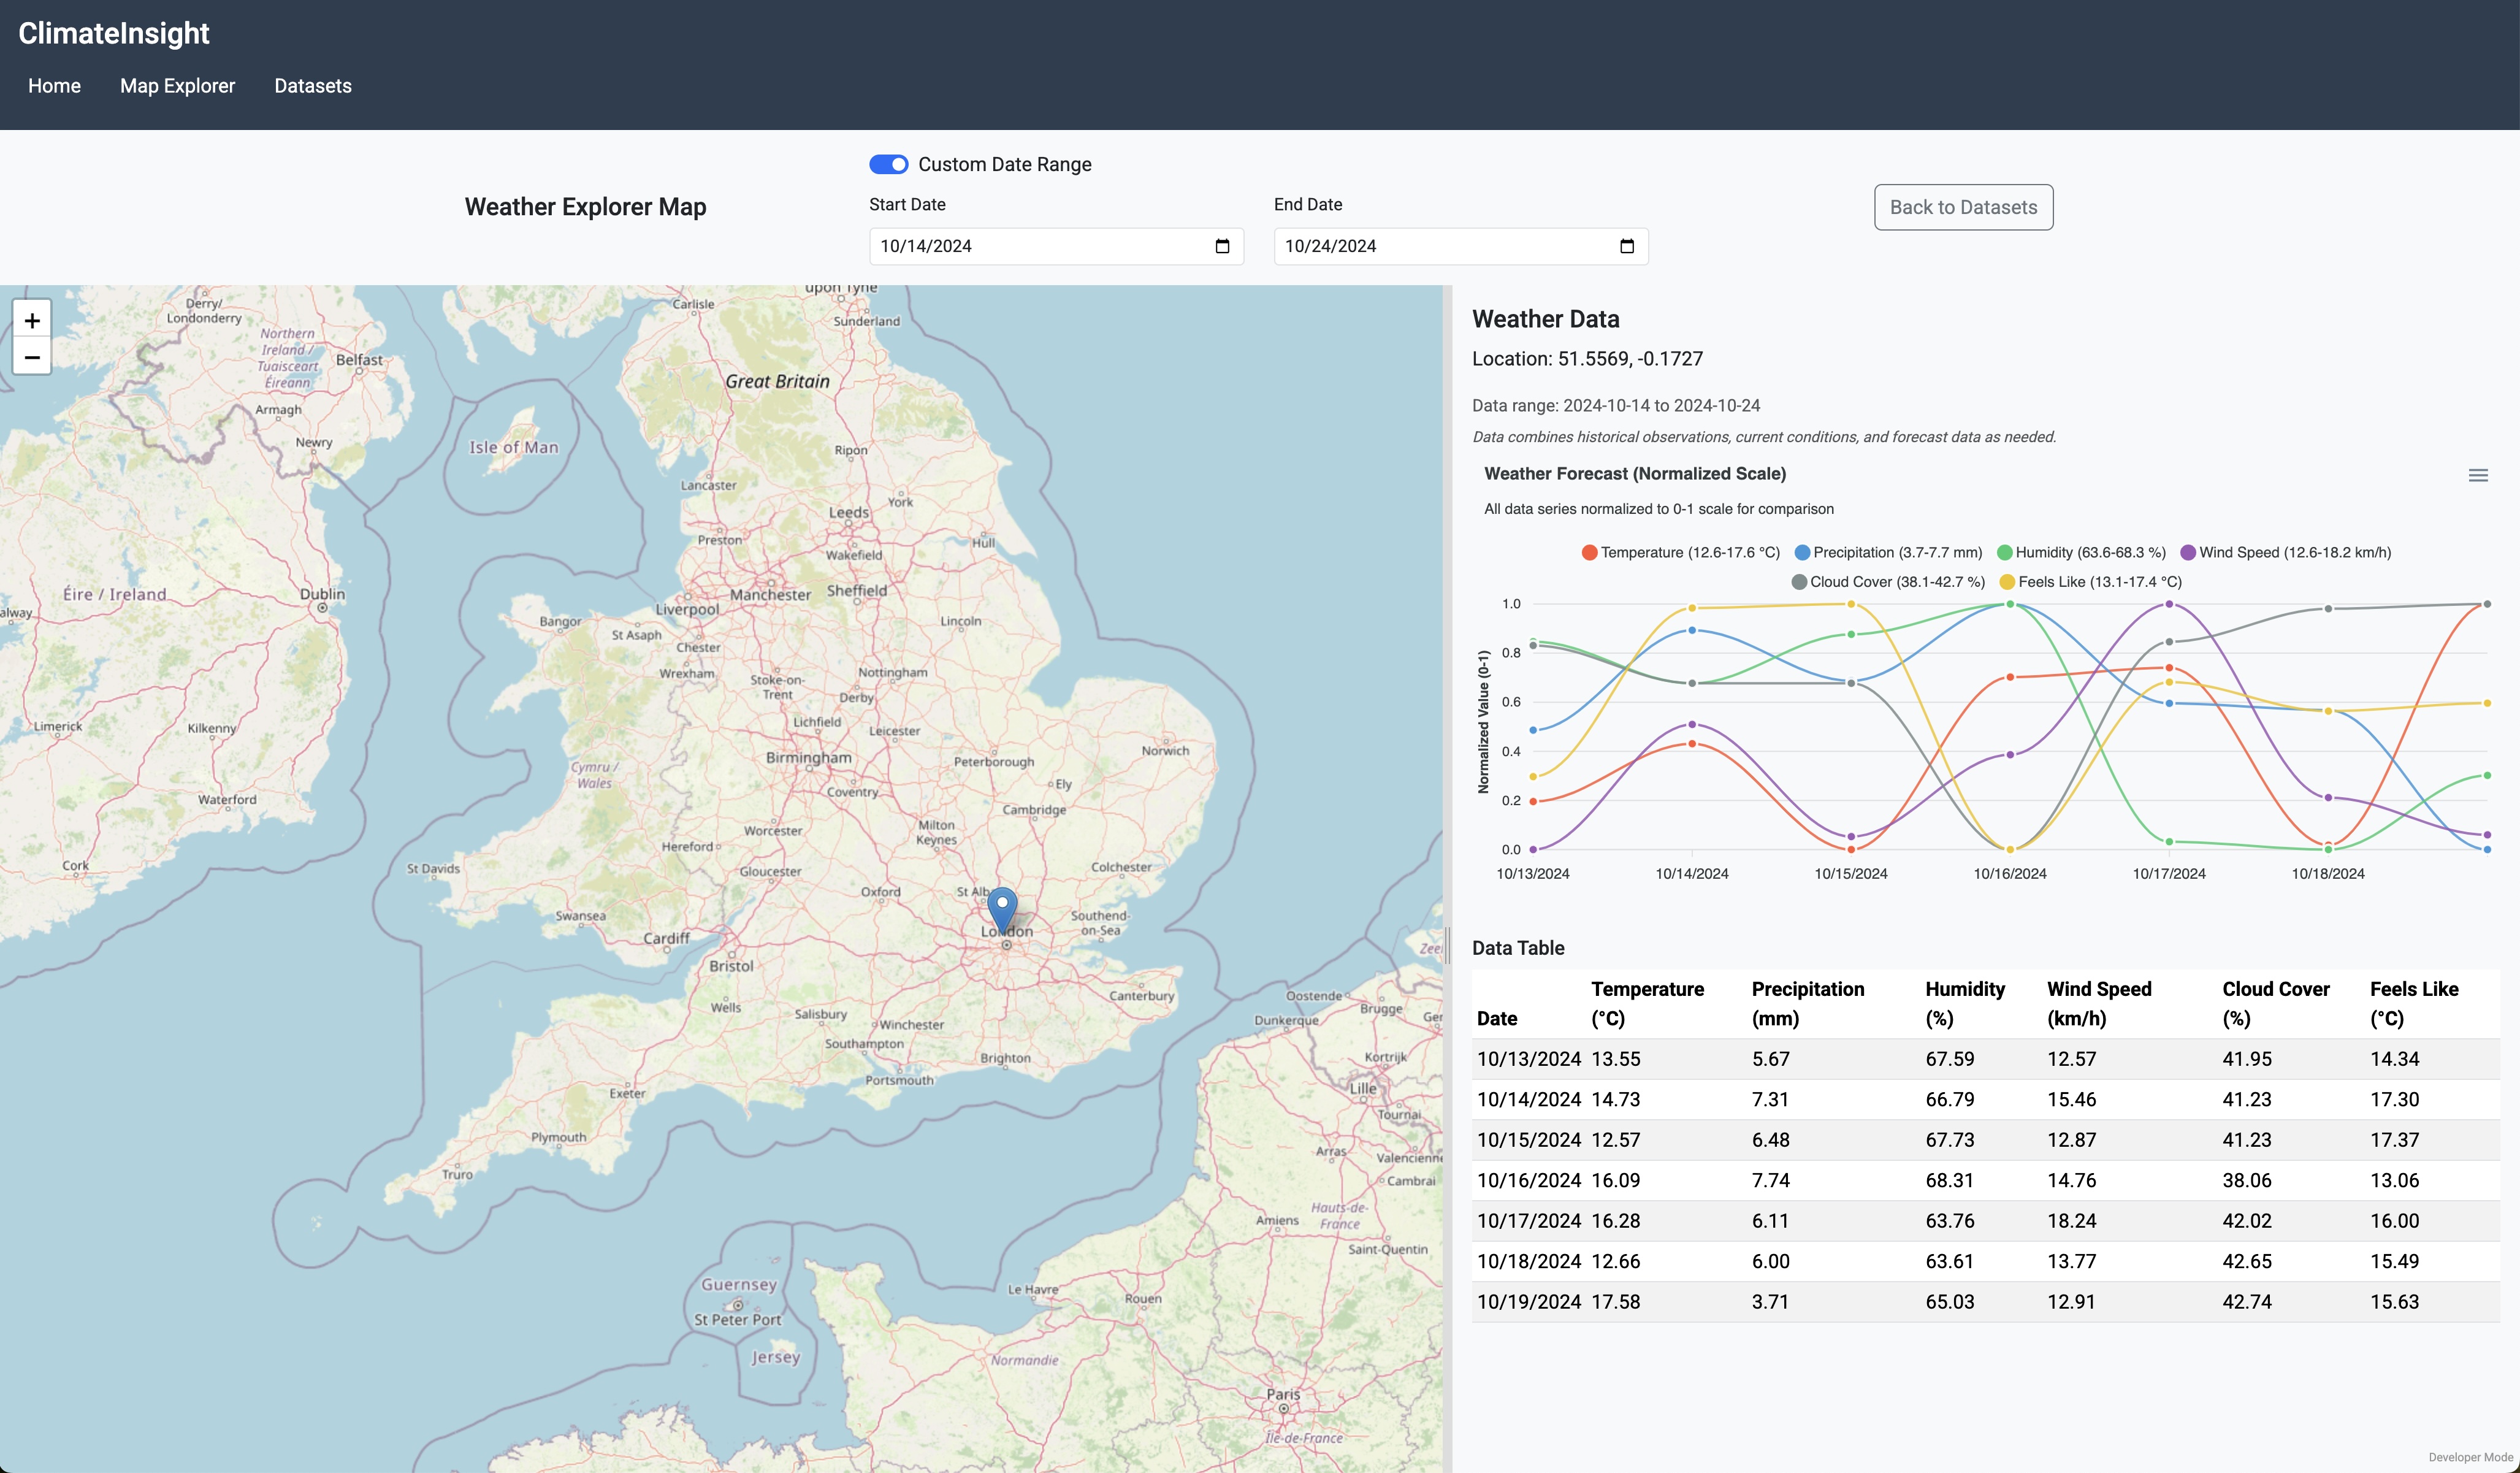 ClimateInsight
Home Map Explorer Datasets
Weather Explorer Map
Custom Date Range
Start Date End Date
10/14/2024 10/24/2024
Back to Datasets
+
−
Derry/
Londonderry
Northern
Ireland /
Tuaisceart
Éireann
Belfast
Armagh
Newry
Isle of Man
Carlisle
upon Tyne
Sunderland
Great Britain
Ripon
Lancaster
York
Leeds
Preston
Wakefield
Hull
Éire / Ireland
Dublin
alway
Liverpool
Manchester
Sheffield
Bangor
St Asaph
Chester
Lincoln
Wrexham
Stoke-on-
Trent
Nottingham
Derby
Limerick
Kilkenny
Lichfield
Leicester
Norwich
Birmingham
Peterborough
Cymru /
Wales
Coventry
Ely
Waterford
Cambridge
Worcester
Milton
Keynes
Hereford
Cork
St Davids
Gloucester
Colchester
Oxford
St Alb
Swansea
Southend-
on-Sea
Cardiff
London
Bristol
Zee
Wells
Canterbury
Oostende
Brugge
Salisbury
Winchester
Dunkerque
Ger
Southampton
Brighton
Kortrijk
Portsmouth
Exeter
Lille
Tournai
Plymouth
Arras
Valencienne
Truro
Cambrai
Hauts-de-
France
Amiens
Saint-Quentin
Guernsey
St Peter Port
Le Havre
Rouen
Jersey
Normandie
Paris
Île-de-France
Weather Data
Location: 51.5569, -0.1727
Data range: 2024-10-14 to 2024-10-24
Data combines historical observations, current conditions, and forecast data as needed.
Weather Forecast (Normalized Scale)
All data series normalized to 0-1 scale for comparison
Temperature (12.6-17.6 °C) Precipitation (3.7-7.7 mm) Humidity (63.6-68.3 %) Wind Speed (12.6-18.2 km/h)
Cloud Cover (38.1-42.7 %) Feels Like (13.1-17.4 °C)
Normalized Value (0-1)
1.0
0.8
0.6
0.4
0.2
0.0
10/13/2024 10/14/2024 10/15/2024 10/16/2024 10/17/2024 10/18/2024
Data Table
Date Temperature (°C) Precipitation (mm) Humidity (%) Wind Speed (km/h) Cloud Cover (%) Feels Like (°C)
10/13/2024 13.55 5.67 67.59 12.57 41.95 14.34
10/14/2024 14.73 7.31 66.79 15.46 41.23 17.30
10/15/2024 12.57 6.48 67.73 12.87 41.23 17.37
10/16/2024 16.09 7.74 68.31 14.76 38.06 13.06
10/17/2024 16.28 6.11 63.76 18.24 42.02 16.00
10/18/2024 12.66 6.00 63.61 13.77 42.65 15.49
10/19/2024 17.58 3.71 65.03 12.91 42.74 15.63
Developer Mode